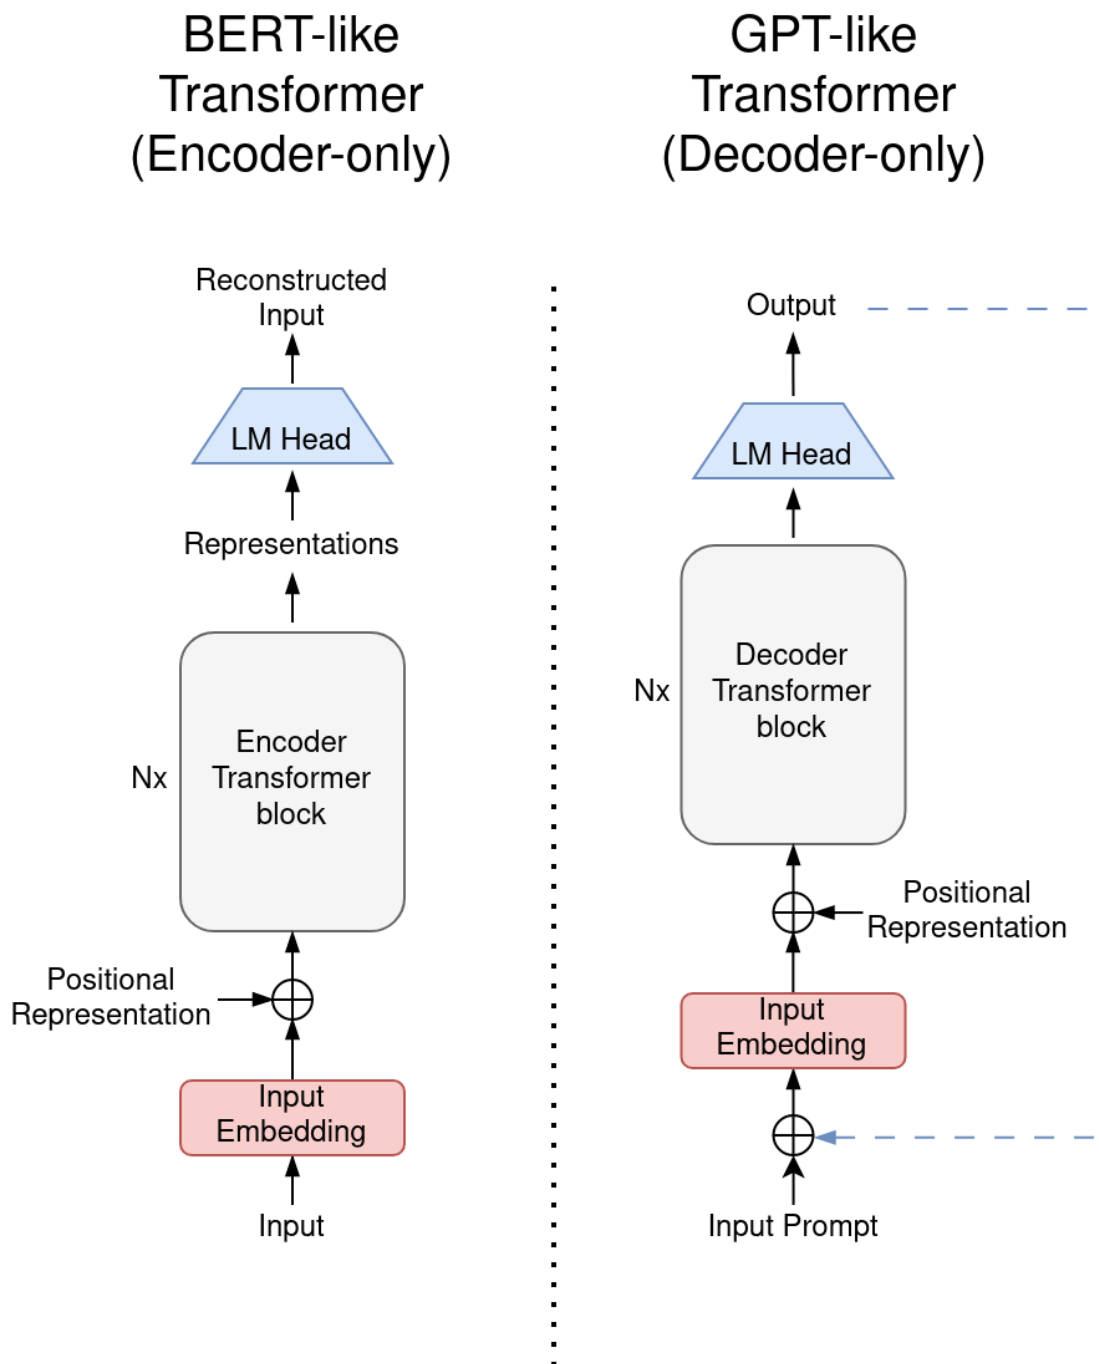 BERT-like
Transformer
(Encoder-only)
Reconstructed
Input
LM Head
Representations
Nx
Encoder
Transformer
block
Positional
Representation
Input
Embedding
Input
GPT-like
Transformer
(Decoder-only)
Output
LM Head
Nx
Decoder
Transformer
block
Positional
Representation
Input
Embedding
Input Prompt